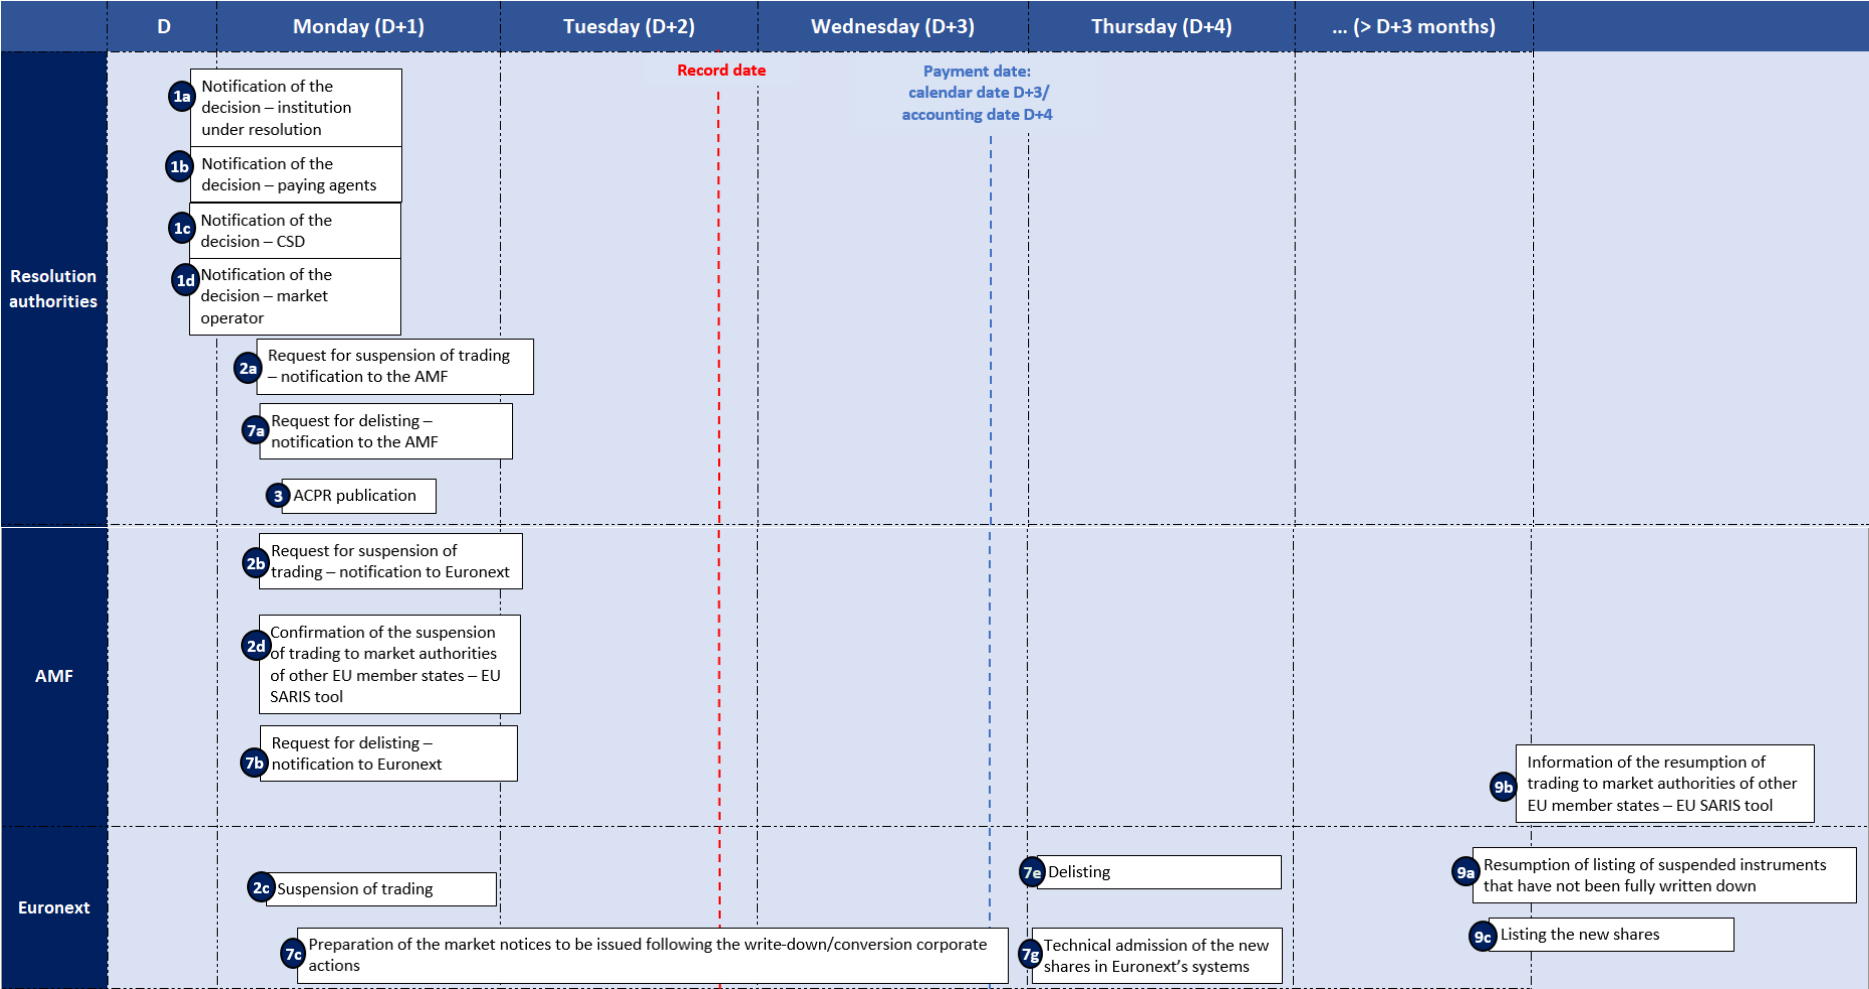 D
Monday (D+1)
Tuesday (D+2)
Wednesday (D+3)
Thursday (D+4)
... (> D+3 months)
Record date
Payment date:
calendar date D+3/
accounting date D+4
Resolution
authorities
1a
Notification of the
decision – institution
under resolution
1b
Notification of the
decision – paying agents
1c
Notification of the
decision – CSD
1d
Notification of the
decision – market
operator
2a
Request for suspension of trading
– notification to the AMF
7a
Request for delisting –
notification to the AMF
3
ACPR publication
AMF
2b
Request for suspension of
trading – notification to Euronext
2d
Confirmation of the suspension
of trading to market authorities
of other EU member states – EU
SARIS tool
7b
Request for delisting –
notification to Euronext
9b
Information of the resumption of
trading to market authorities of other
EU member states – EU SARIS tool
Euronext
2c
Suspension of trading
7e
Delisting
9a
Resumption of listing of suspended instruments
that have not been fully written down
7c
Preparation of the market notices to be issued following the write-down/conversion corporate
actions
7g
Technical admission of the new
shares in Euronext's systems
9c
Listing the new shares